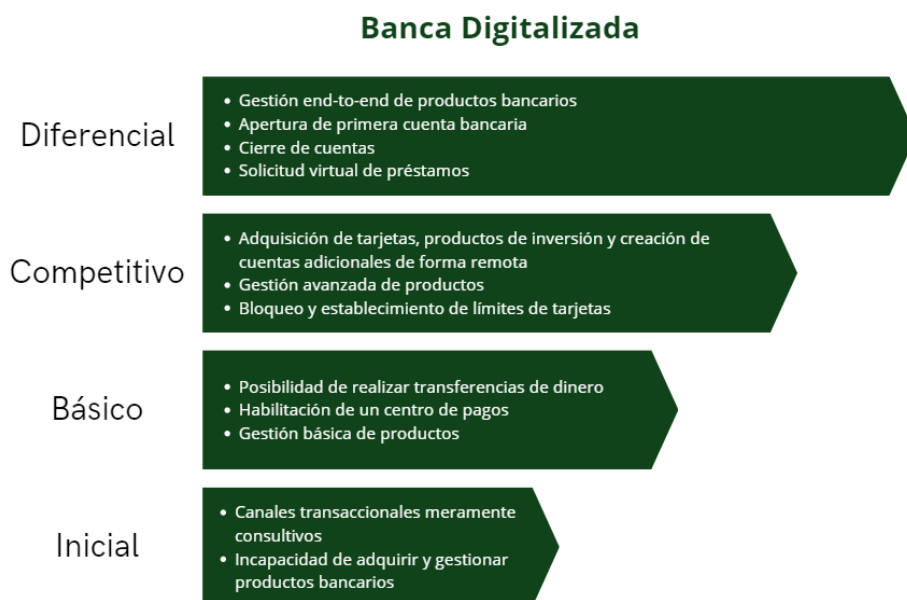 Banca Digitalizada
Diferencial
• Gestión end-to-end de productos bancarios
• Apertura de primera cuenta bancaria
• Cierre de cuentas
• Solicitud virtual de préstamos
Competitivo
• Adquisición de tarjetas, productos de inversión y creación de
cuentas adicionales de forma remota
• Gestión avanzada de productos
• Bloqueo y establecimiento de límites de tarjetas
Básico
• Posibilidad de realizar transferencias de dinero
• Habilitación de un centro de pagos
• Gestión básica de productos
Inicial
• Canales transaccionales meramente
consultivos
• Incapacidad de adquirir y gestionar
productos bancarios